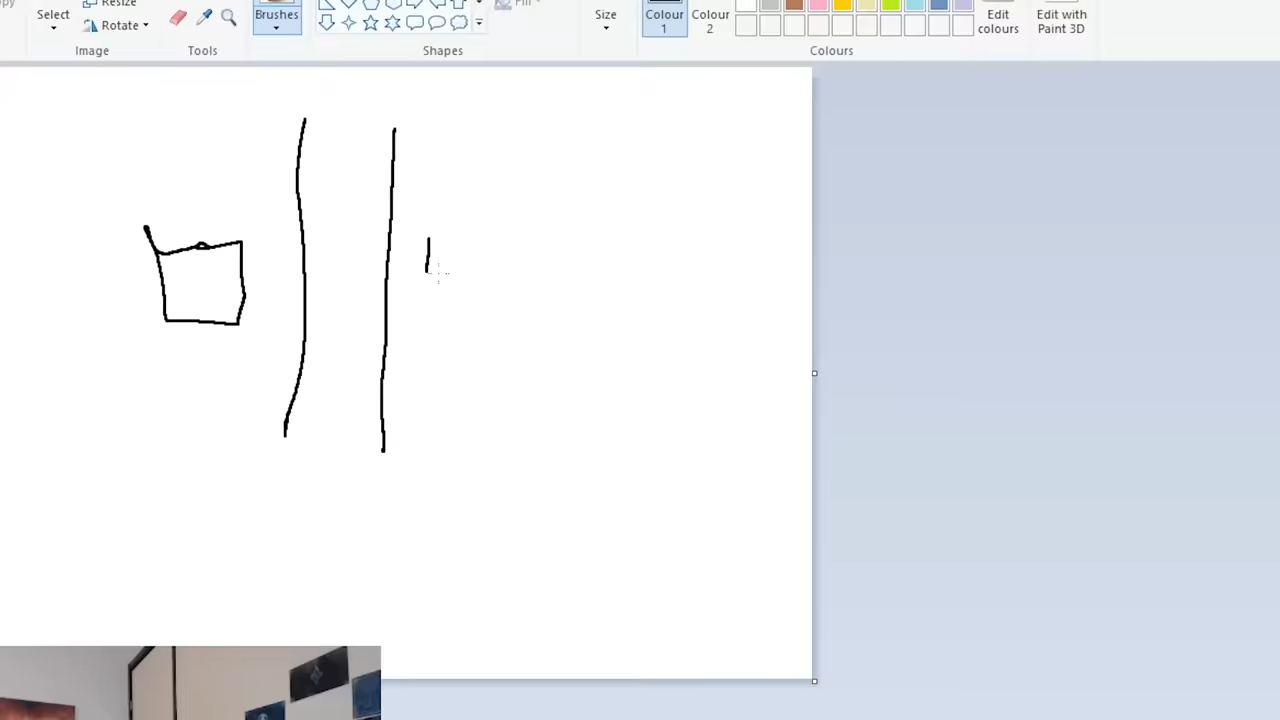 Resize
Select
Rotate
Brushes
Fill
Size
Colour
1
Colour
2
Edit
colours
Edit with
Paint 3D
Image
Tools
Shapes
Colours